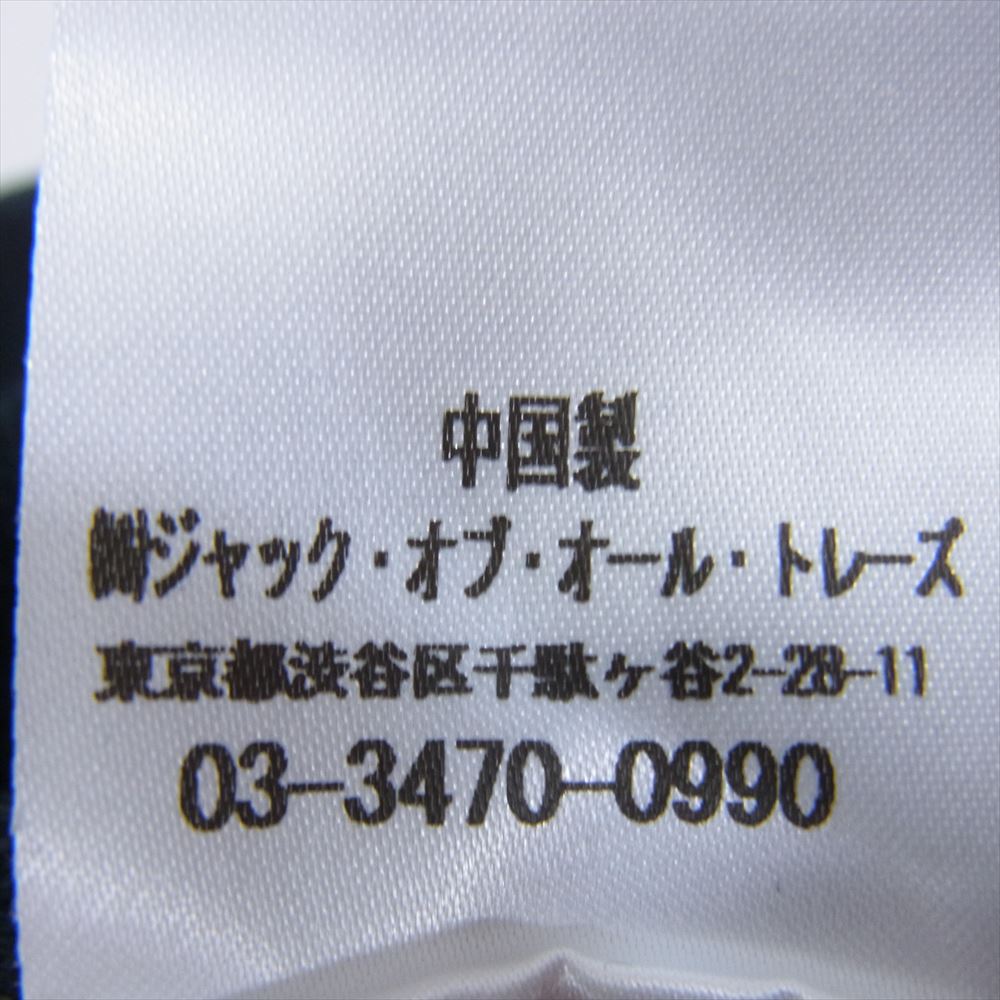 中国製
㈱ジャック・オブ・オール・トレーズ
東京都渋谷区千駄ヶ谷2-28-11
03-3470-0990